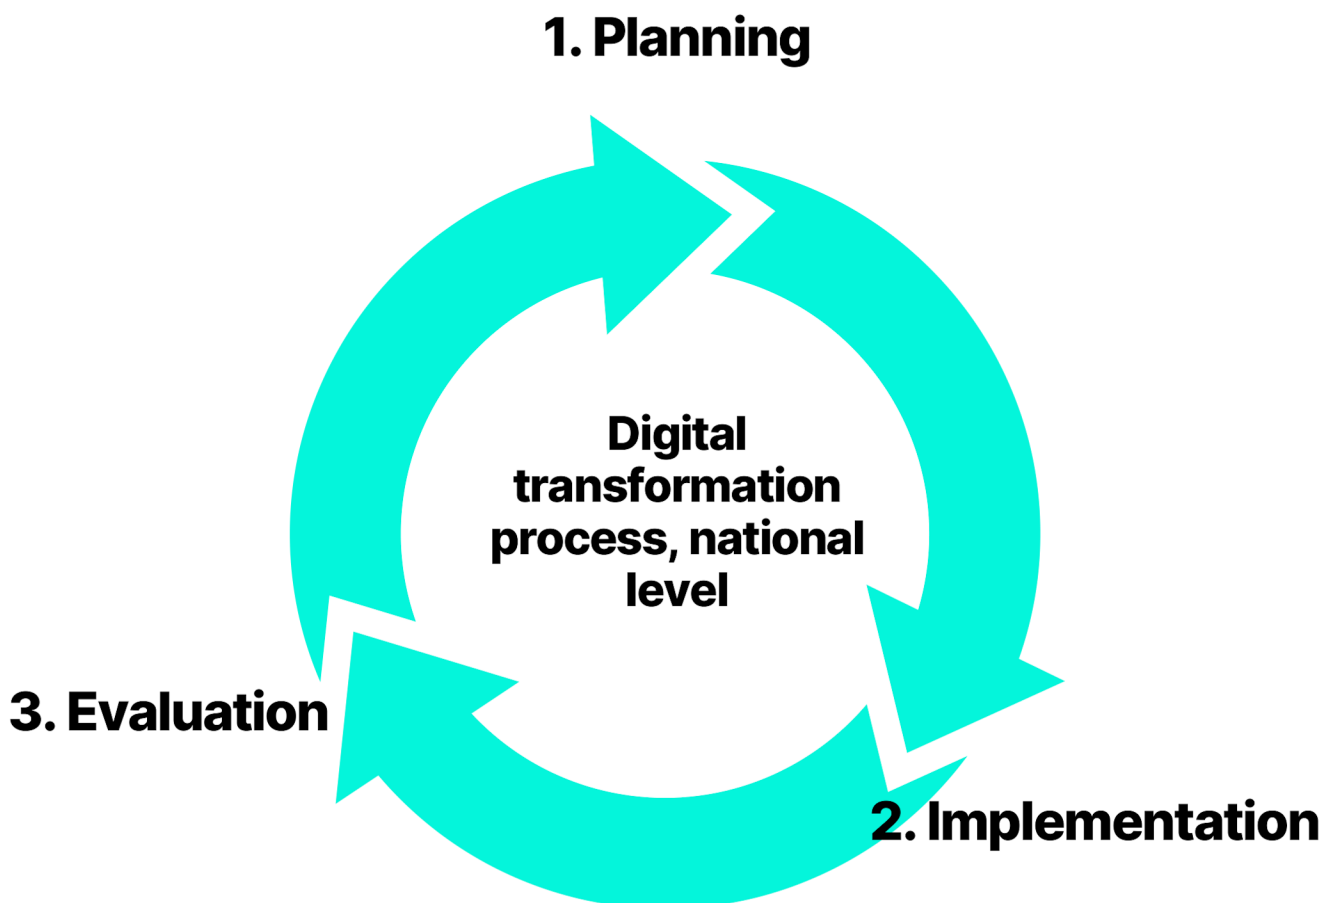 1. Planning
Digital
transformation
process, national
level
3. Evaluation
2. Implementation